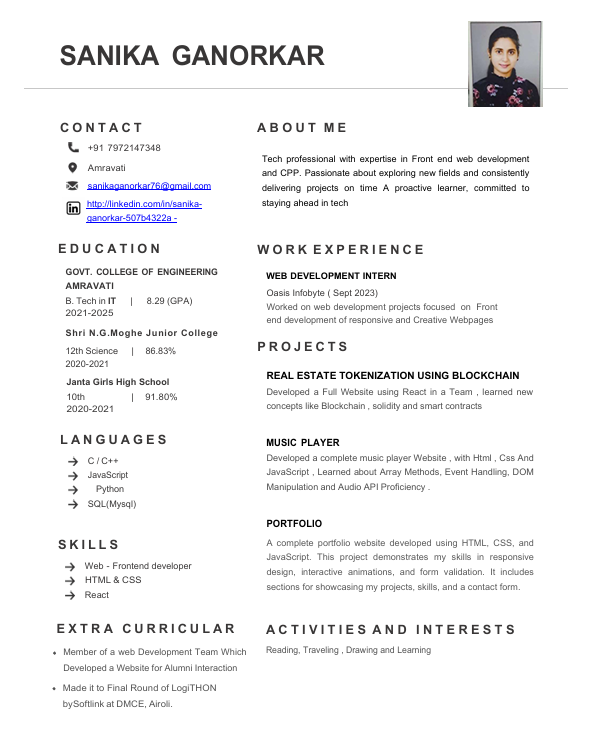 SANIKA GANORKAR
CONTACT
+91 7972147348
Amravati
sanikaganorkar76@gmail.com
http://linkedin.com/in/sanika-
ganorkar-507b4322a -
EDUCATION
GOVT. COLLEGE OF ENGINEERING
AMRAVATI
B. Tech in IT | 8.29 (GPA)
2021-2025
Shri N.G.Moghe Junior College
12th Science | 86.83%
2020-2021
Janta Girls High School
10th | 91.80%
2020-2021
LANGUAGES
C / C++
JavaScript
Python
SQL(Mysql)
SKILLS
Web - Frontend developer
HTML & CSS
React
EXTRA CURRICULAR
• Member of a web Development Team Which
Developed a Website for Alumni Interaction
• Made it to Final Round of LogiTHON
bySoftlink at DMCE, Airoli.
ABOUT ME
Tech professional with expertise in Front end web development
and CPP. Passionate about exploring new fields and consistently
delivering projects on time A proactive learner, committed to
staying ahead in tech
WORK EXPERIENCE
WEB DEVELOPMENT INTERN
Oasis Infobyte ( Sept 2023)
Worked on web development projects focused on Front
end development of responsive and Creative Webpages
PROJECTS
REAL ESTATE TOKENIZATION USING BLOCKCHAIN
Developed a Full Website using React in a Team , learned new
concepts like Blockchain , solidity and smart contracts
MUSIC PLAYER
Developed a complete music player Website , with Html , Css And
JavaScript , Learned about Array Methods, Event Handling, DOM
Manipulation and Audio API Proficiency .
PORTFOLIO
A complete portfolio website developed using HTML, CSS, and
JavaScript. This project demonstrates my skills in responsive
design, interactive animations, and form validation. It includes
sections for showcasing my projects, skills, and a contact form.
ACTIVITIES AND INTERESTS
Reading, Traveling , Drawing and Learning